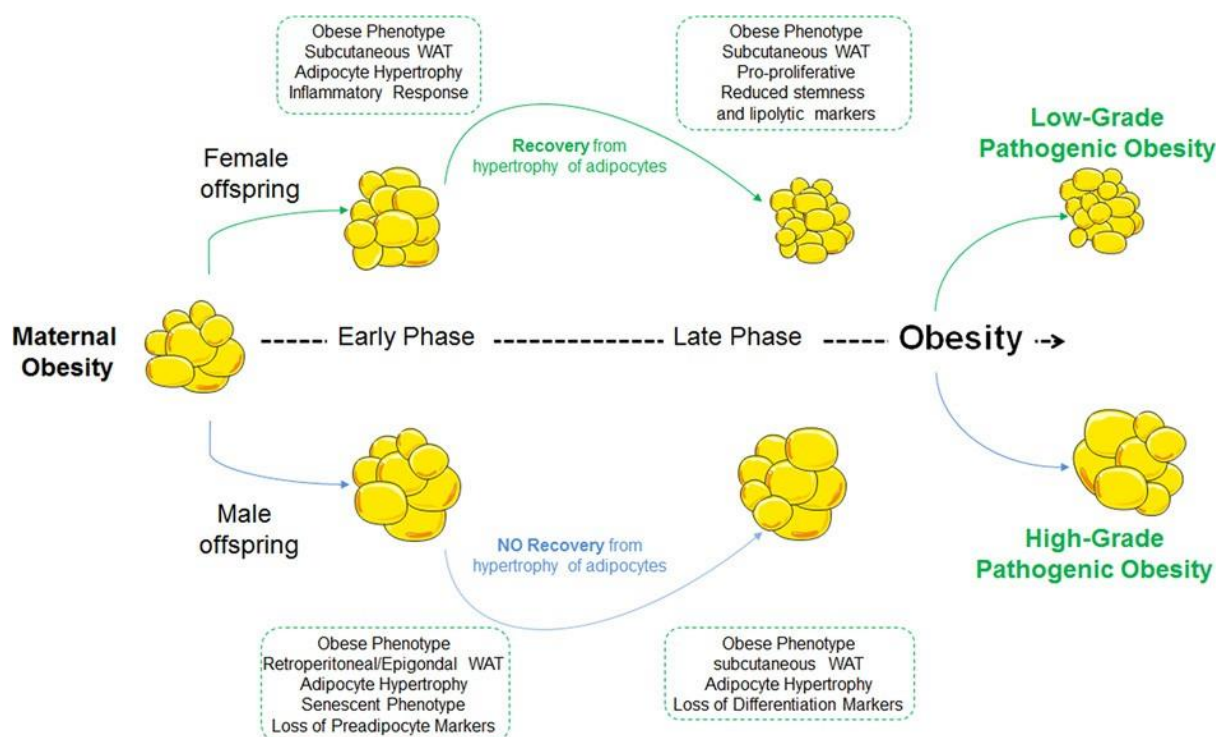 Obese Phenotype
Subcutaneous WAT
Adipocyte Hypertrophy
Inflammatory Response
Obese Phenotype
Subcutaneous WAT
Pro-proliferative
Reduced stemness
and lipolytic markers
Female
offspring
Recovery from
hypertrophy of adipocytes
Low-Grade
Pathogenic Obesity
Maternal
Obesity
Early Phase
Late Phase
Obesity
Male
offspring
NO Recovery from
hypertrophy of adipocytes
High-Grade
Pathogenic Obesity
Obese Phenotype
Retroperitoneal/Epigondal WAT
Adipocyte Hypertrophy
Senescent Phenotype
Loss of Preadipocyte Markers
Obese Phenotype
subcutaneous WAT
Adipocyte Hypertrophy
Loss of Differentiation Markers